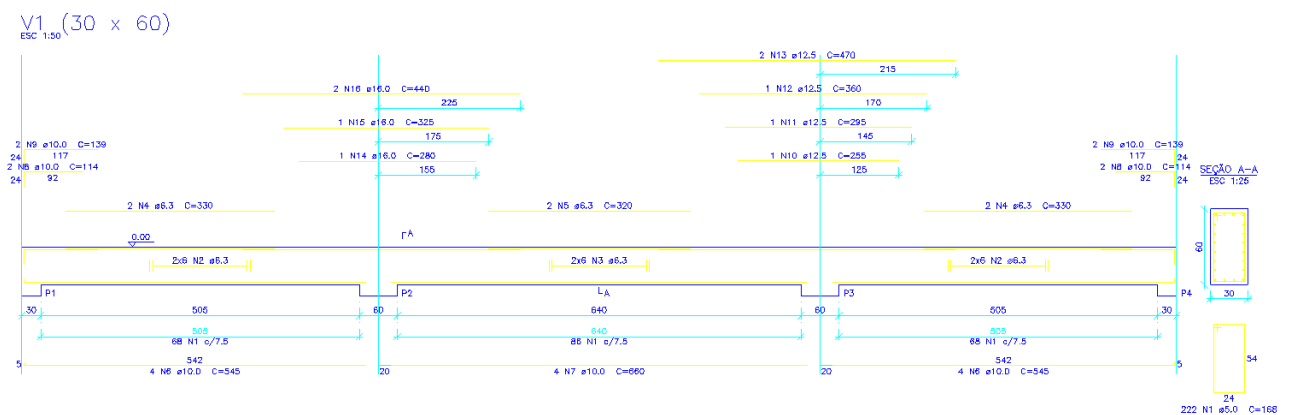 V1 (30 x 60)
ESC 1:50
2 N13 ø12.5 C=470
215
2 N16 ø16.0 C=440
225
1 N12 ø12.5 C=360
170
1 N15 ø16.0 C=325
175
1 N11 ø12.5 C=295
145
2 N9 ø10.0 C=139
24 117
1 N14 ø16.0 C=280
155
1 N10 ø12.5 C=255
125
2 N9 ø10.0 C=139
117 24
2 N8 ø10.0 C=114
24 92
2 N8 ø10.0 C=114
92 24
SEÇÃO A-A
ESC 1:25
2 N4 ø6.3 C=330
2 N5 ø6.3 C=320
2 N4 ø6.3 C=330
0.00
A
60
2x6 N2 ø6.3
2x6 N3 ø6.3
2x6 N2 ø6.3
P1
P2
A
P3
P4
30
30 505 60 640 60 505 30
505 640 505
68 N1 c/7.5
86 N1 c/7.5
68 N1 c/7.5
5 542
542 5
54
4 N6 ø10.0 C=545
20
4 N7 ø10.0 C=660
20
4 N6 ø10.0 C=545
24
222 N1 ø5.0 C=168